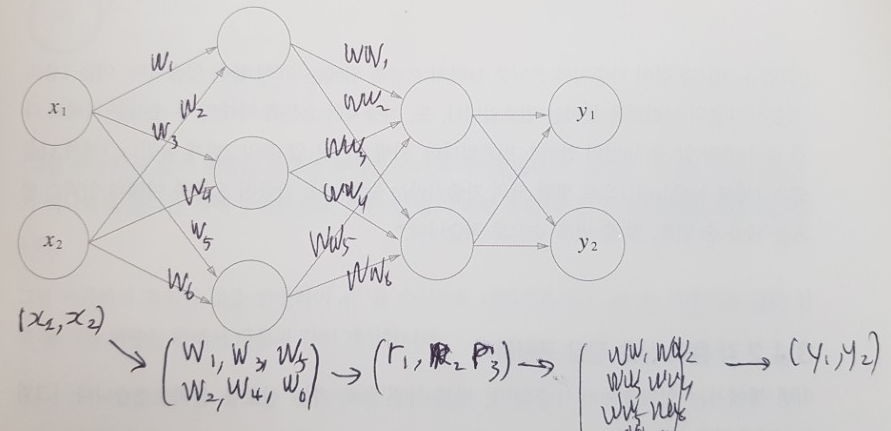 W₁ WW₁
x₁ W₂ WW₂ y₁
W₃ WW₃
W₄ WW₄
x₂ W₅ WW₅ y₂
W₆ WW₆
(x₁, x₂)
→ (W₁, W₃, W₅ → (r₁, r₂ r₃) → (WW₁ WW₂ → (y₁, y₂)
W₂, W₄, W₆) WW₃ WW₄
WW₅ WW₆